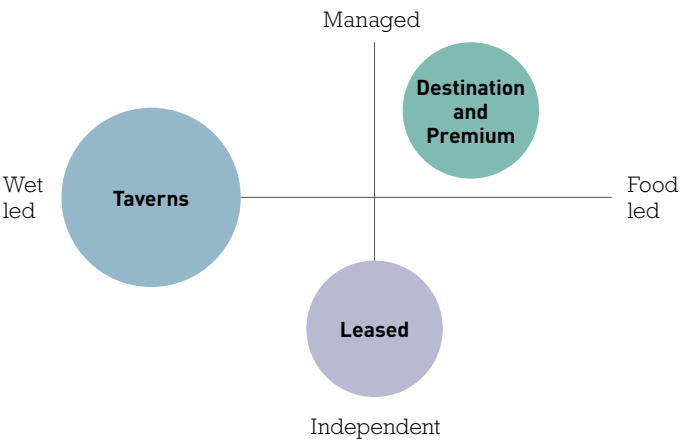 Managed
Destination
and
Premium
Wet
led
Taverns
Food
led
Leased
Independent